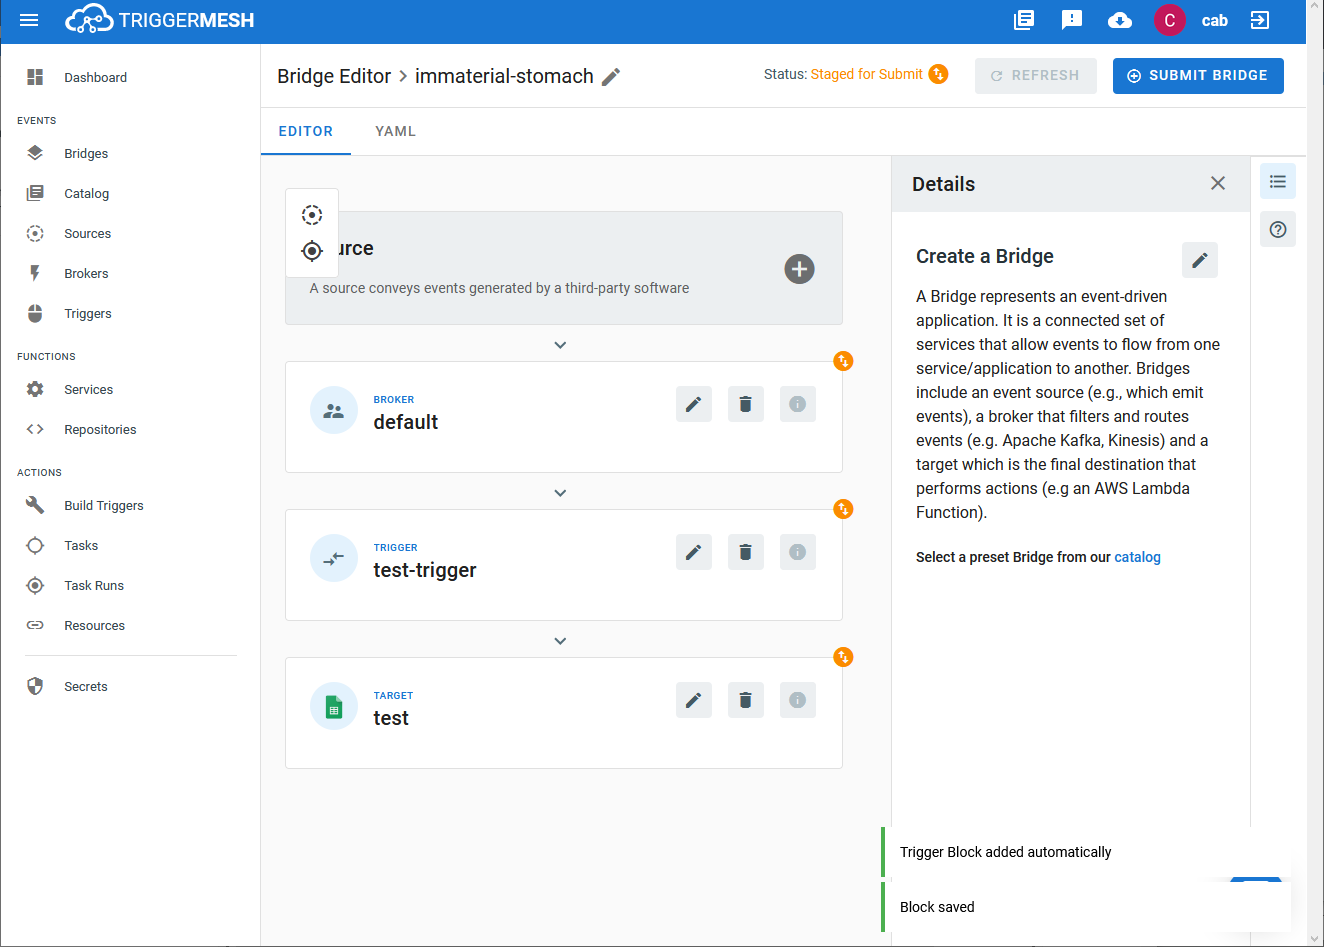 TRIGGERMESH
C
cab
Dashboard
EVENTS
Bridges
Catalog
Sources
Brokers
Triggers
FUNCTIONS
Services
Repositories
ACTIONS
Build Triggers
Tasks
Task Runs
Resources
Secrets
Bridge Editor > immaterial-stomach
Status: Staged for Submit
REFRESH
SUBMIT BRIDGE
EDITOR
YAML
urce
A source conveys events generated by a third-party software
BROKER
default
TRIGGER
test-trigger
TARGET
test
Details
Create a Bridge
A Bridge represents an event-driven
application. It is a connected set of
services that allow events to flow from one
service/application to another. Bridges
include an event source (e.g., which emit
events), a broker that filters and routes
events (e.g. Apache Kafka, Kinesis) and a
target which is the final destination that
performs actions (e.g an AWS Lambda
Function).
Select a preset Bridge from our catalog
Trigger Block added automatically
Block saved